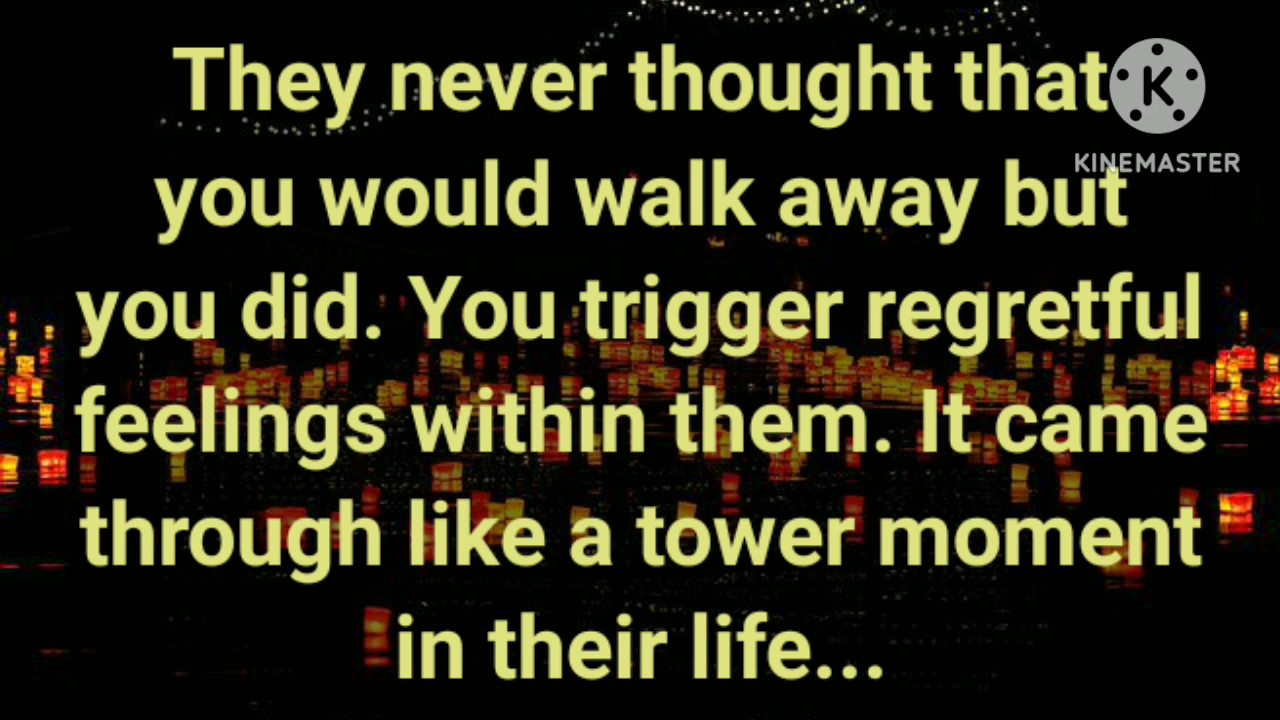 They never thought that
you would walk away but
you did. You trigger regretful
feelings within them. It came
through like a tower moment
in their life...
K
KINEMASTER